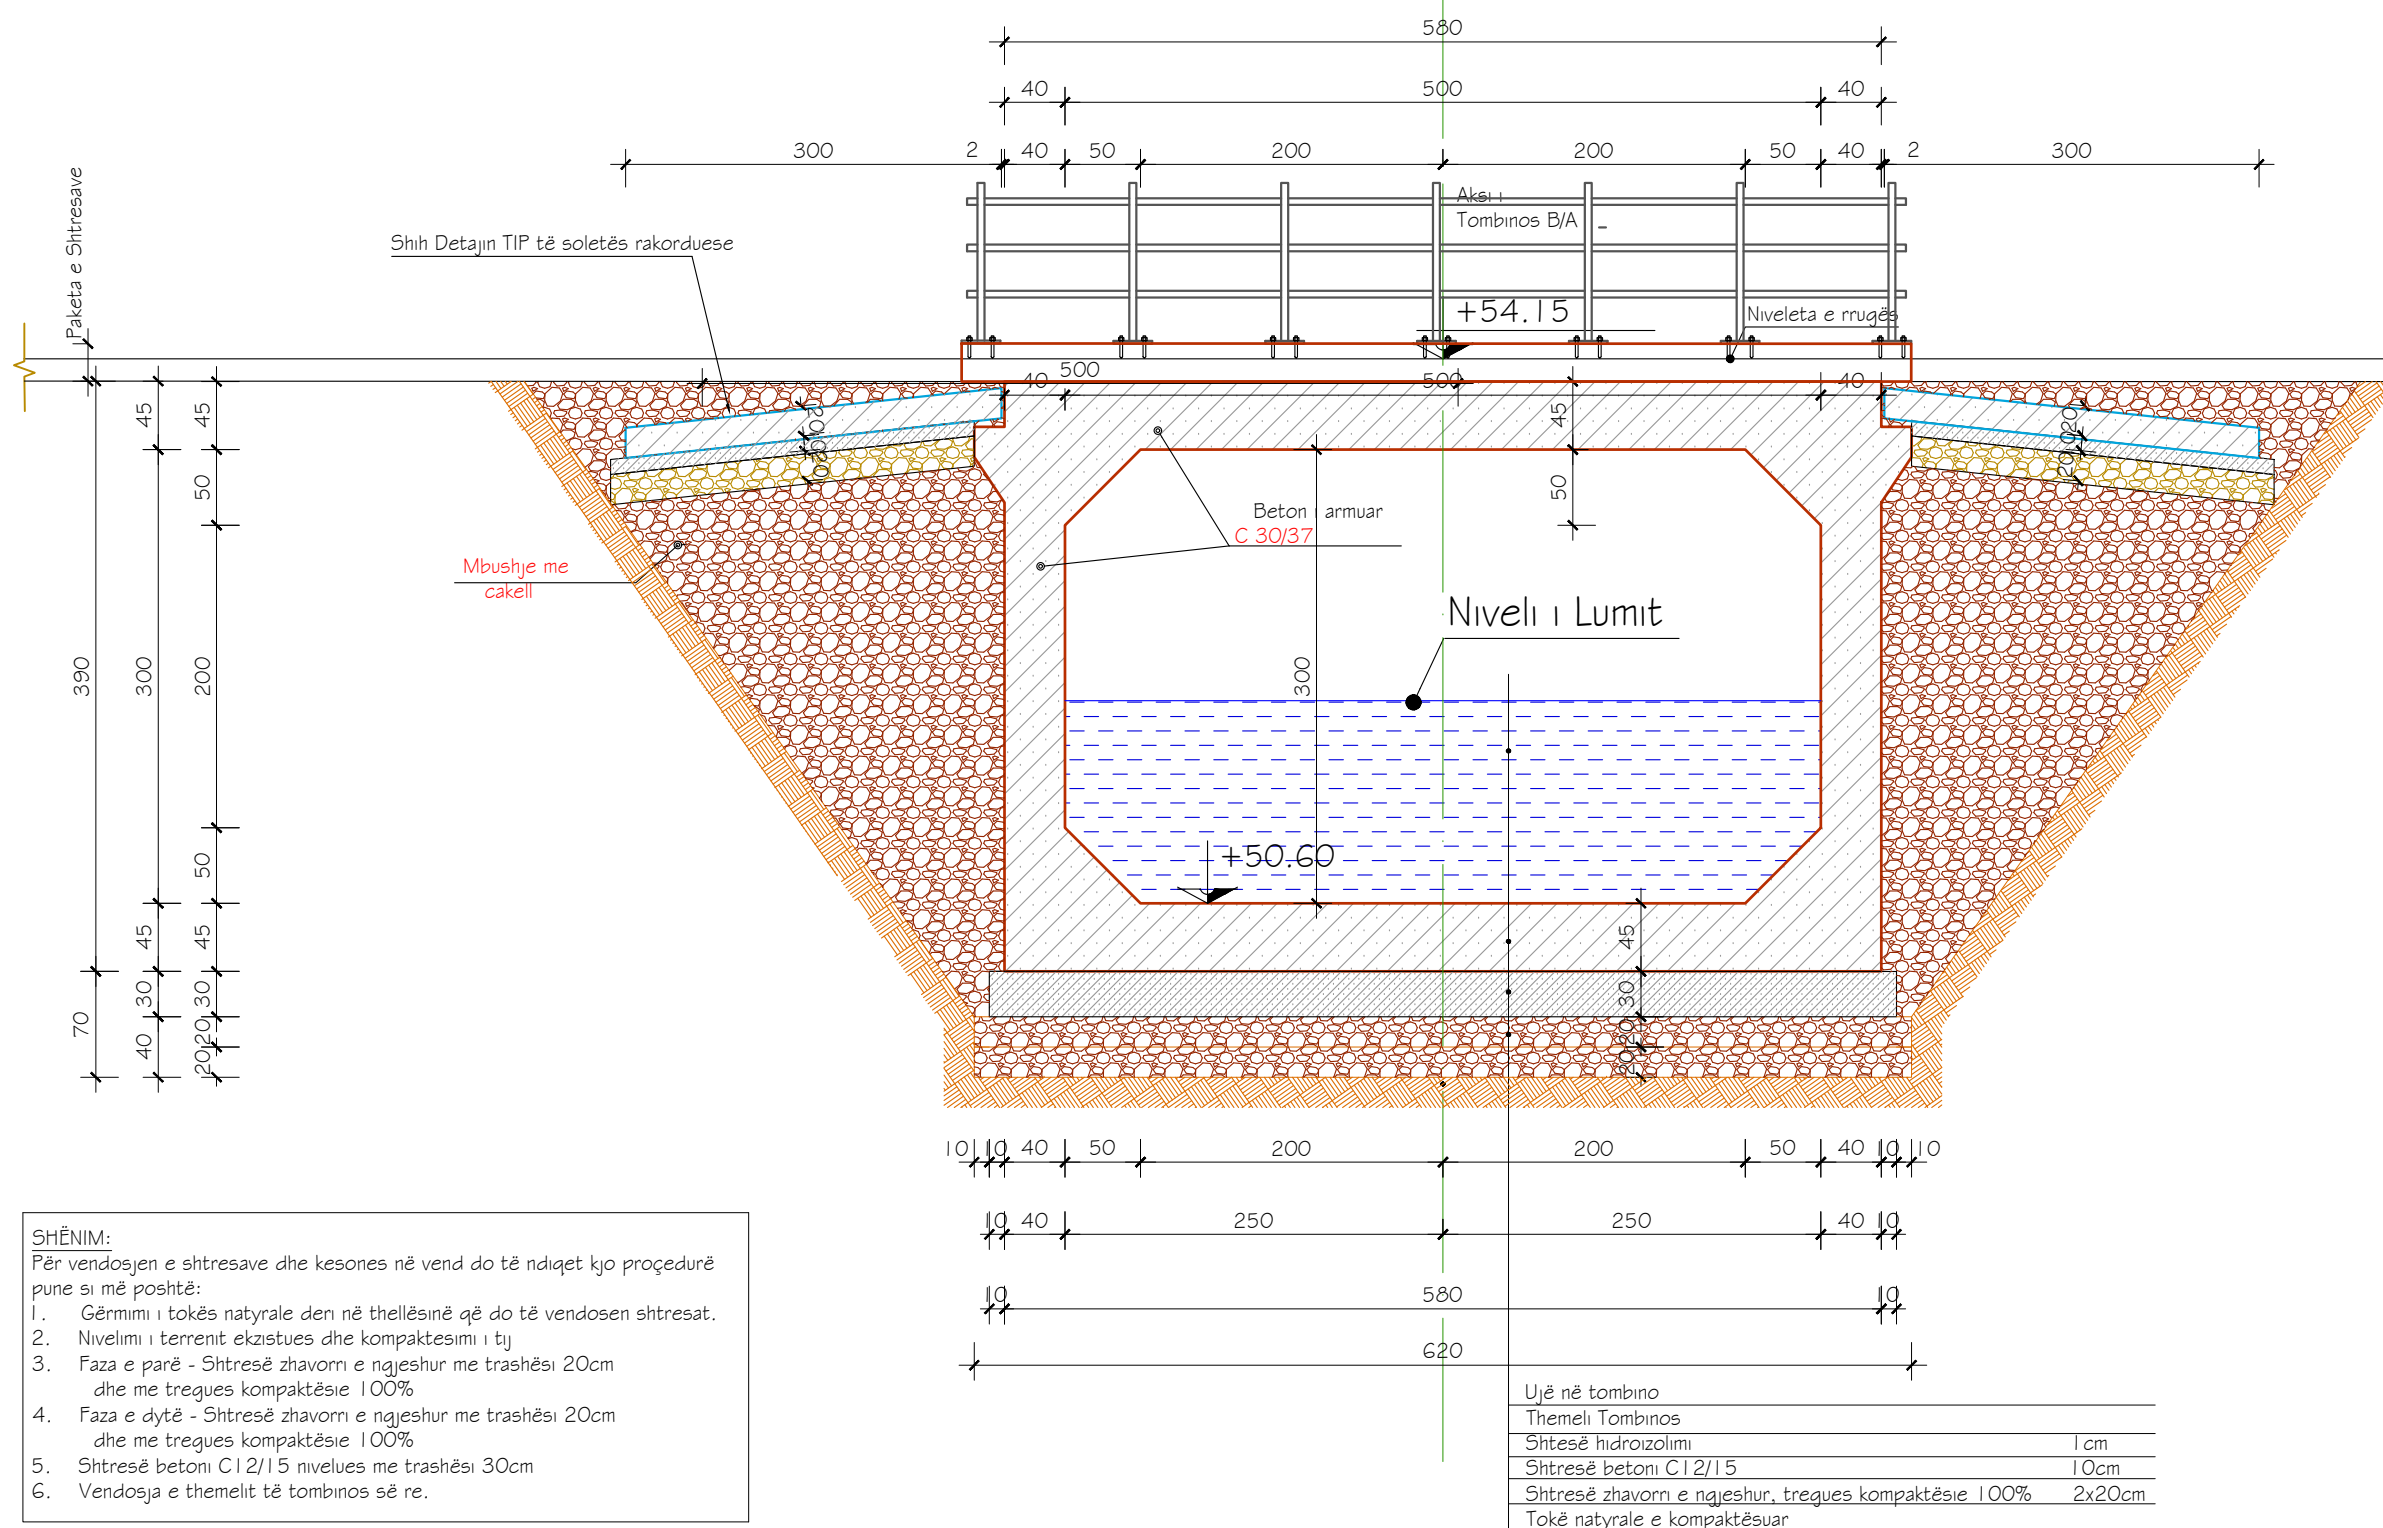 580
40 500 40
300 2 40 50 200 200 50 40 2 300
Paketa e Shtresave
Aksi i
Tombinos B/A
Shih Detajin TIP të soletës rakorduese
+54.15
Niveleta e rrugës
40 500 500 40
45 45 45
20 10 20
20 10 20
50 50
Beton i armuar
C 30/37
Mbushje me
cakell
Niveli i Lumit
390 300 200 300
+50.60
50
45 45 45
30 30 30
70 40 20 20 20 20
10 10 40 50 200 200 50 40 10 10
10 40 250 250 40 10
10 580 10
620
SHËNIM:
Për vendosjen e shtresave dhe kesones në vend do të ndiqet kjo proçedurë
pune si më poshtë:
1. Gërmimi i tokës natyrale deri në thellësinë që do të vendosen shtresat.
2. Nivelimi i terrenit ekzistues dhe kompaktesimi i tij
3. Faza e parë - Shtresë zhavorri e ngjeshur me trashësi 20cm
dhe me tregues kompaktësie 100%
4. Faza e dytë - Shtresë zhavorri e ngjeshur me trashësi 20cm
dhe me tregues kompaktësie 100%
5. Shtresë betoni C12/15 nivelues me trashësi 30cm
6. Vendosja e themelit të tombinos së re.
Ujë në tombino
Themeli Tombinos
Shtesë hidroizolimi 1cm
Shtresë betoni C12/15 10cm
Shtresë zhavorri e ngjeshur, tregues kompaktësie 100% 2x20cm
Tokë natyrale e kompaktësuar